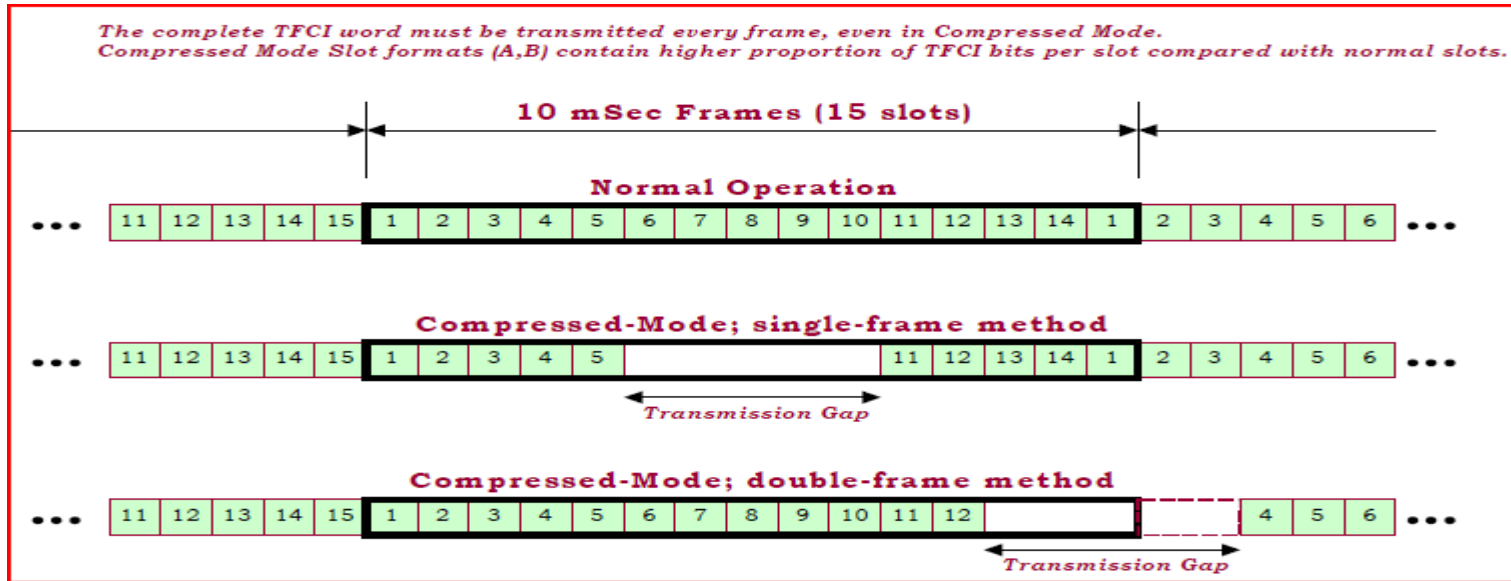 The complete TFCI word must be transmitted every frame, even in Compressed Mode.
Compressed Mode Slot formats (A,B) contain higher proportion of TFCI bits per slot compared with normal slots.
10 mSec Frames (15 slots)
Normal Operation
••• 11 12 13 14 15 1 2 3 4 5 6 7 8 9 10 11 12 13 14 1 2 3 4 5 6 •••
Compressed-Mode; single-frame method
••• 11 12 13 14 15 1 2 3 4 5 11 12 13 14 1 2 3 4 5 6 •••
Transmission Gap
Compressed-Mode; double-frame method
••• 11 12 13 14 15 1 2 3 4 5 6 7 8 9 10 11 12 4 5 6 •••
Transmission Gap